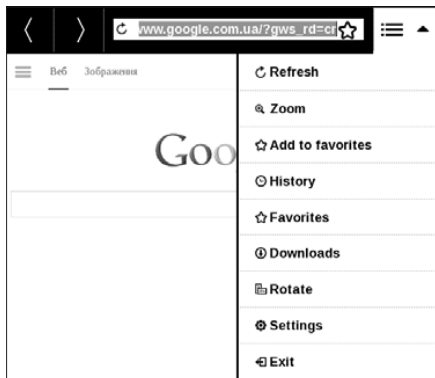 www.google.com.ua/?gws_rd=cr
Веб Зображення
Goo
Refresh
Zoom
Add to favorites
History
Favorites
Downloads
Rotate
Settings
Exit